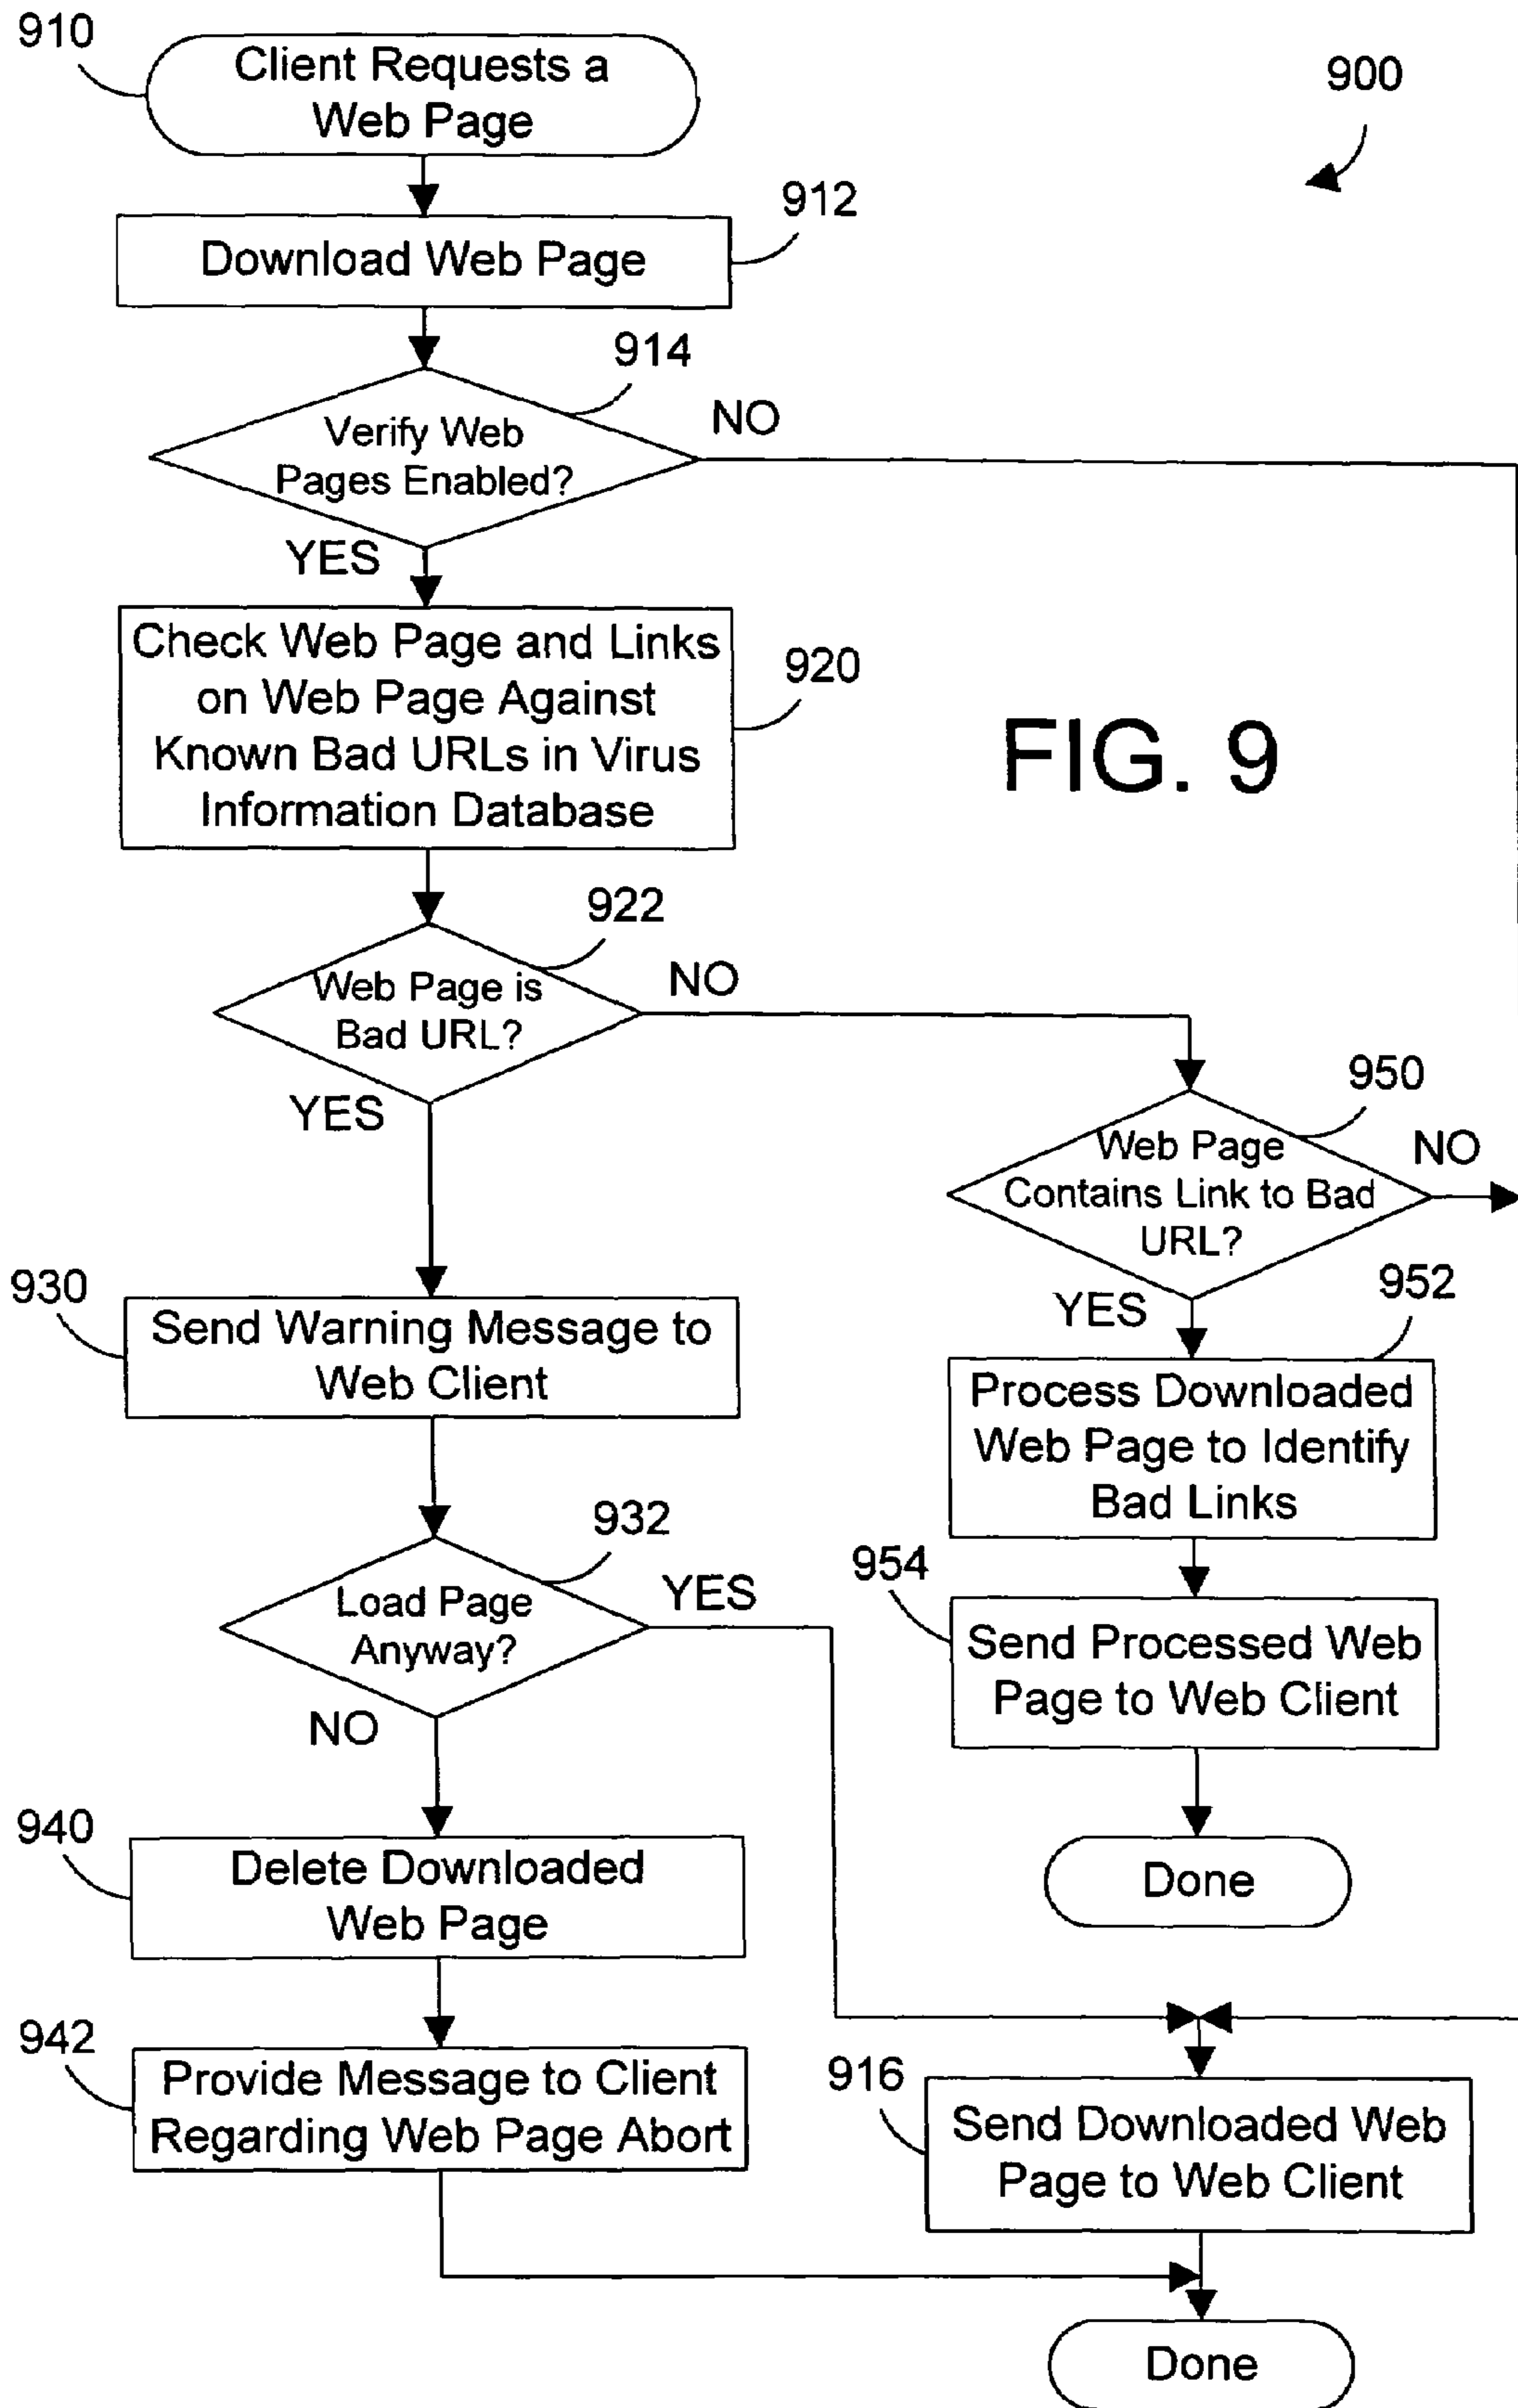 910
Client Requests a
Web Page
900
912
Download Web Page
914
Verify Web
Pages Enabled?
NO
YES
Check Web Page and Links
on Web Page Against
Known Bad URLs in Virus
Information Database
920
FIG. 9
922
Web Page is
Bad URL?
NO
YES
950
Web Page
Contains Link to Bad
URL?
NO
YES
930
Send Warning Message to
Web Client
952
Process Downloaded
Web Page to Identify
Bad Links
932
Load Page
Anyway?
YES
NO
954
Send Processed Web
Page to Web Client
Done
940
Delete Downloaded
Web Page
942
Provide Message to Client
Regarding Web Page Abort
916
Send Downloaded Web
Page to Web Client
Done